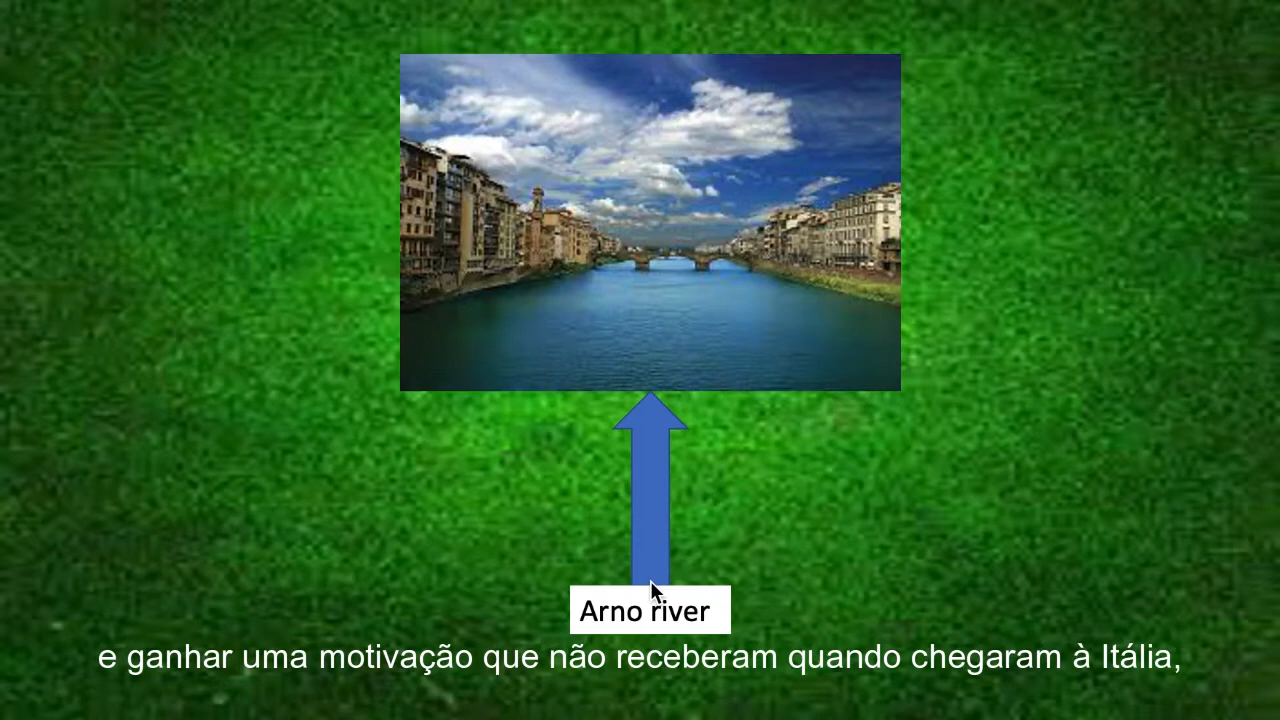 Arno river
e ganhar uma motivação que não receberam quando chegaram à Itália,